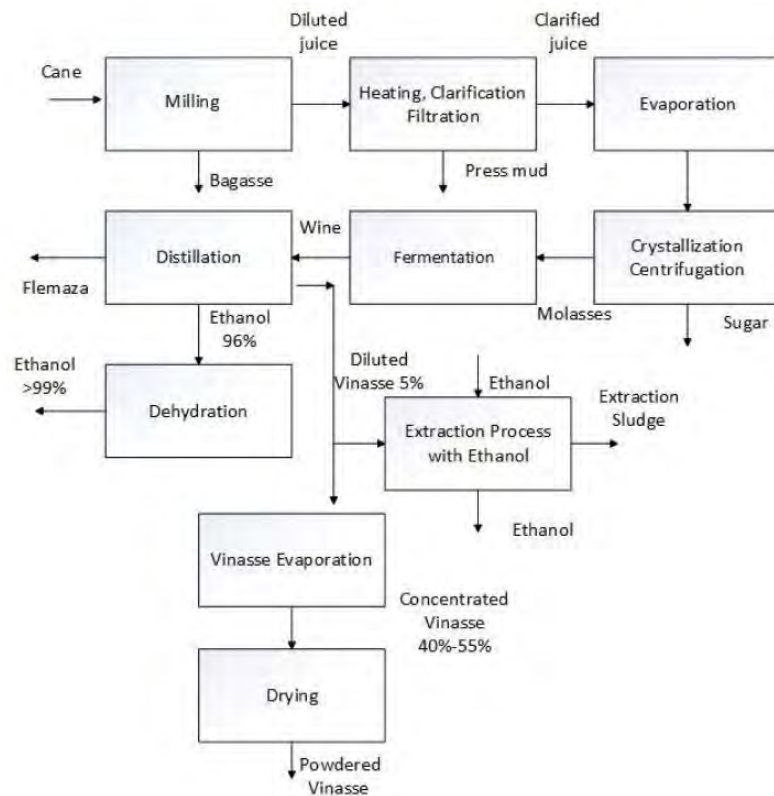 Diluted
juice
Clarified
juice
Cane
Milling
Heating, Clarification
Filtration
Evaporation
Bagasse
Press mud
Flemaza
Distillation
Wine
Fermentation
Molasses
Crystallization
Centrifugation
Sugar
Ethanol
96%
Ethanol
>99%
Dehydration
Diluted
Vinasse 5%
Ethanol
Extraction Process
with Ethanol
Extraction
Sludge
Ethanol
Vinasse Evaporation
Concentrated
Vinasse
40%-55%
Drying
Powdered
Vinasse